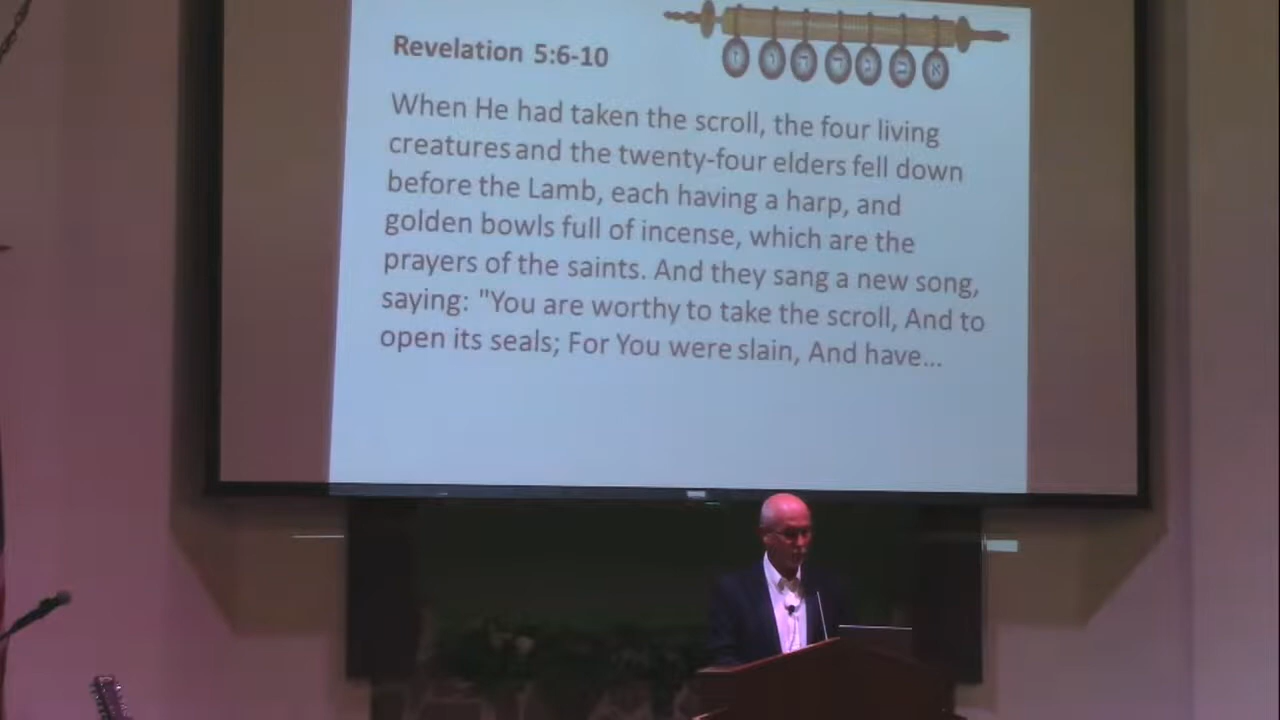 Revelation 5:6-10
ז ו ה ד ג ב א
When He had taken the scroll, the four living
creatures and the twenty-four elders fell down
before the Lamb, each having a harp, and
golden bowls full of incense, which are the
prayers of the saints. And they sang a new song,
saying: "You are worthy to take the scroll, And to
open its seals; For You were slain, And have...